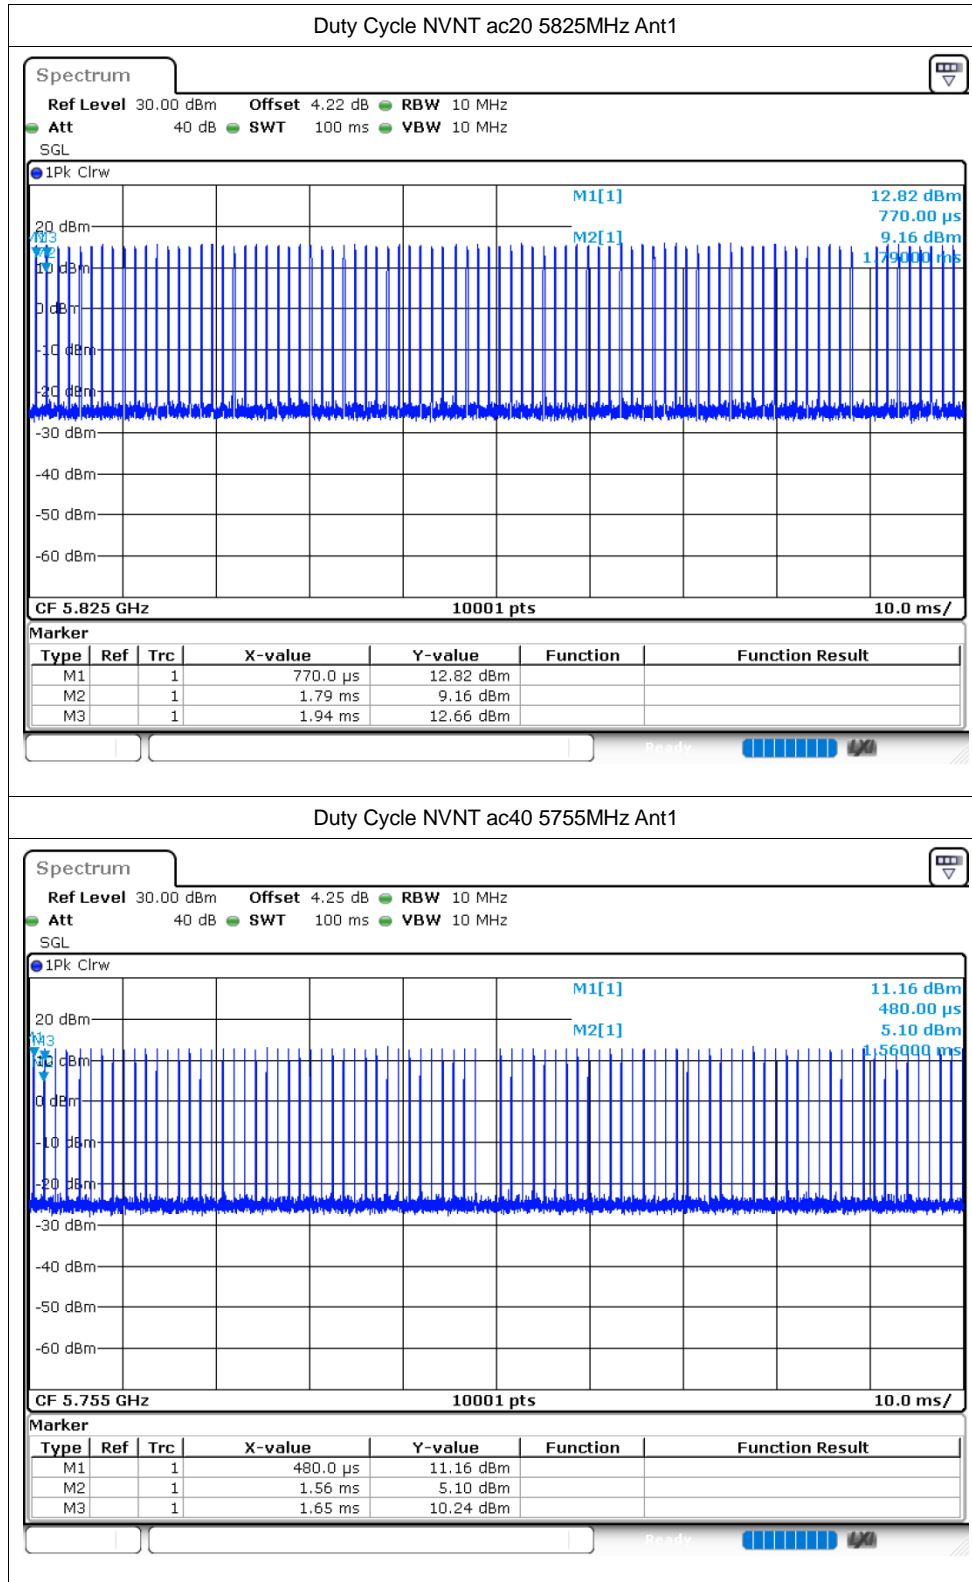 Duty Cycle NVNT ac20 5825MHz Ant1
Spectrum
Ref Level 30.00 dBm Offset 4.22 dB RBW 10 MHz
Att 40 dB SWT 100 ms VBW 10 MHz
SGL
1Pk Clrw
M1[1] 12.82 dBm
770.00 µs
20 dBm
M2[1] 9.16 dBm
1.79000 ms
M3
M2
10 dBm
0 dBm
-10 dBm
-20 dBm
-30 dBm
-40 dBm
-50 dBm
-60 dBm
CF 5.825 GHz 10001 pts 10.0 ms/
Marker
Type Ref Trc X-value Y-value Function Function Result
M1 1 770.0 µs 12.82 dBm
M2 1 1.79 ms 9.16 dBm
M3 1 1.94 ms 12.66 dBm
Ready LXI
Duty Cycle NVNT ac40 5755MHz Ant1
Spectrum
Ref Level 30.00 dBm Offset 4.25 dB RBW 10 MHz
Att 40 dB SWT 100 ms VBW 10 MHz
SGL
1Pk Clrw
M1[1] 11.16 dBm
480.00 µs
20 dBm
M2[1] 5.10 dBm
1.56000 ms
M3
10 dBm
0 dBm
-10 dBm
-20 dBm
-30 dBm
-40 dBm
-50 dBm
-60 dBm
CF 5.755 GHz 10001 pts 10.0 ms/
Marker
Type Ref Trc X-value Y-value Function Function Result
M1 1 480.0 µs 11.16 dBm
M2 1 1.56 ms 5.10 dBm
M3 1 1.65 ms 10.24 dBm
Ready LXI